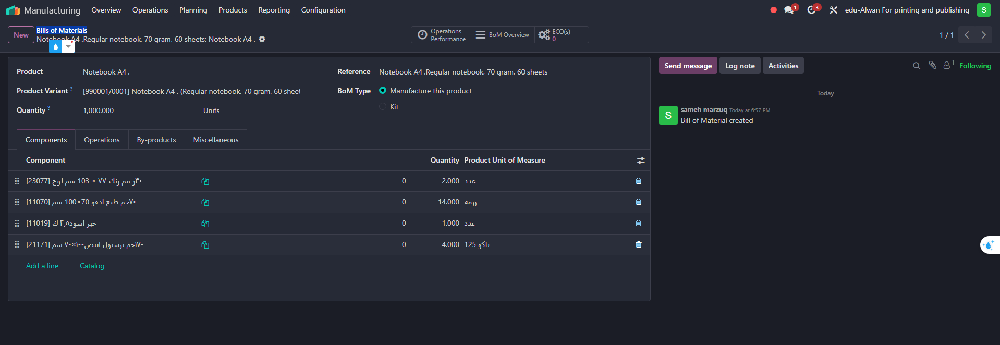 Manufacturing Overview Operations Planning Products Reporting Configuration 1 3 edu-Alwan For printing and publishing S
New Bills of Materials
Notebook A4 .Regular notebook, 70 gram, 60 sheets: Notebook A4 .
Operations Performance BoM Overview ECO(s) 0 1 / 1
Product Notebook A4 . Reference Notebook A4 .Regular notebook, 70 gram, 60 sheets
Product Variant ? [990001/0001] Notebook A4 . (Regular notebook, 70 gram, 60 sheet BoM Type Manufacture this product
Kit
Quantity ? 1,000.000 Units
Components Operations By-products Miscellaneous
Component Quantity Product Unit of Measure
[23077] ٣٠ر مم زنك ٧٧ × 103 سم لوح 0 2.000 عدد
[11070] ٧٠جم طبع ادفو 70×100 سم 0 14.000 رزمة
[11019] حبر اسود٢,٥ ك 0 1.000 عدد
[21171] ١٧٠جم برستول ابيض١٠٠×٧٠ سم 0 4.000 باكو 125
Add a line Catalog
Send message Log note Activities 1 Following
Today
S sameh marzuq Today at 6:57 PM
Bill of Material created